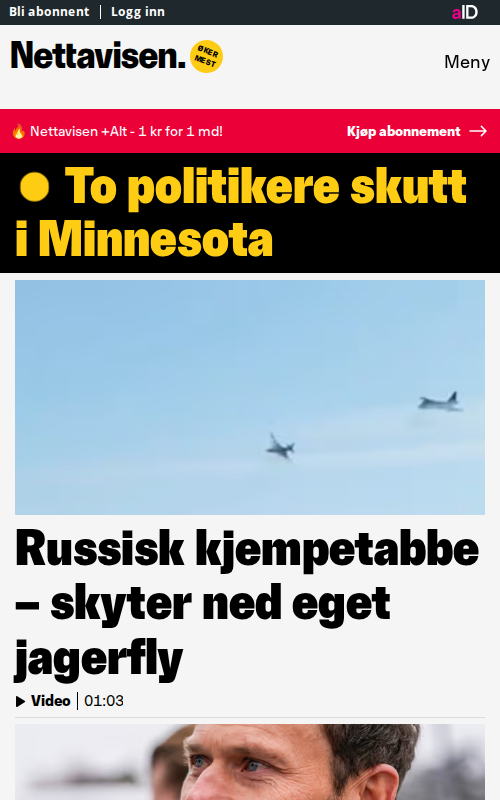 Bli abonnent | Logg inn
aID
Nettavisen.
ØKER
MEST
Meny
🔥 Nettavisen +Alt - 1 kr for 1 md!
Kjøp abonnement →
To politikere skutt
i Minnesota
Russisk kjempetabbe
– skyter ned eget
jagerfly
Video | 01:03